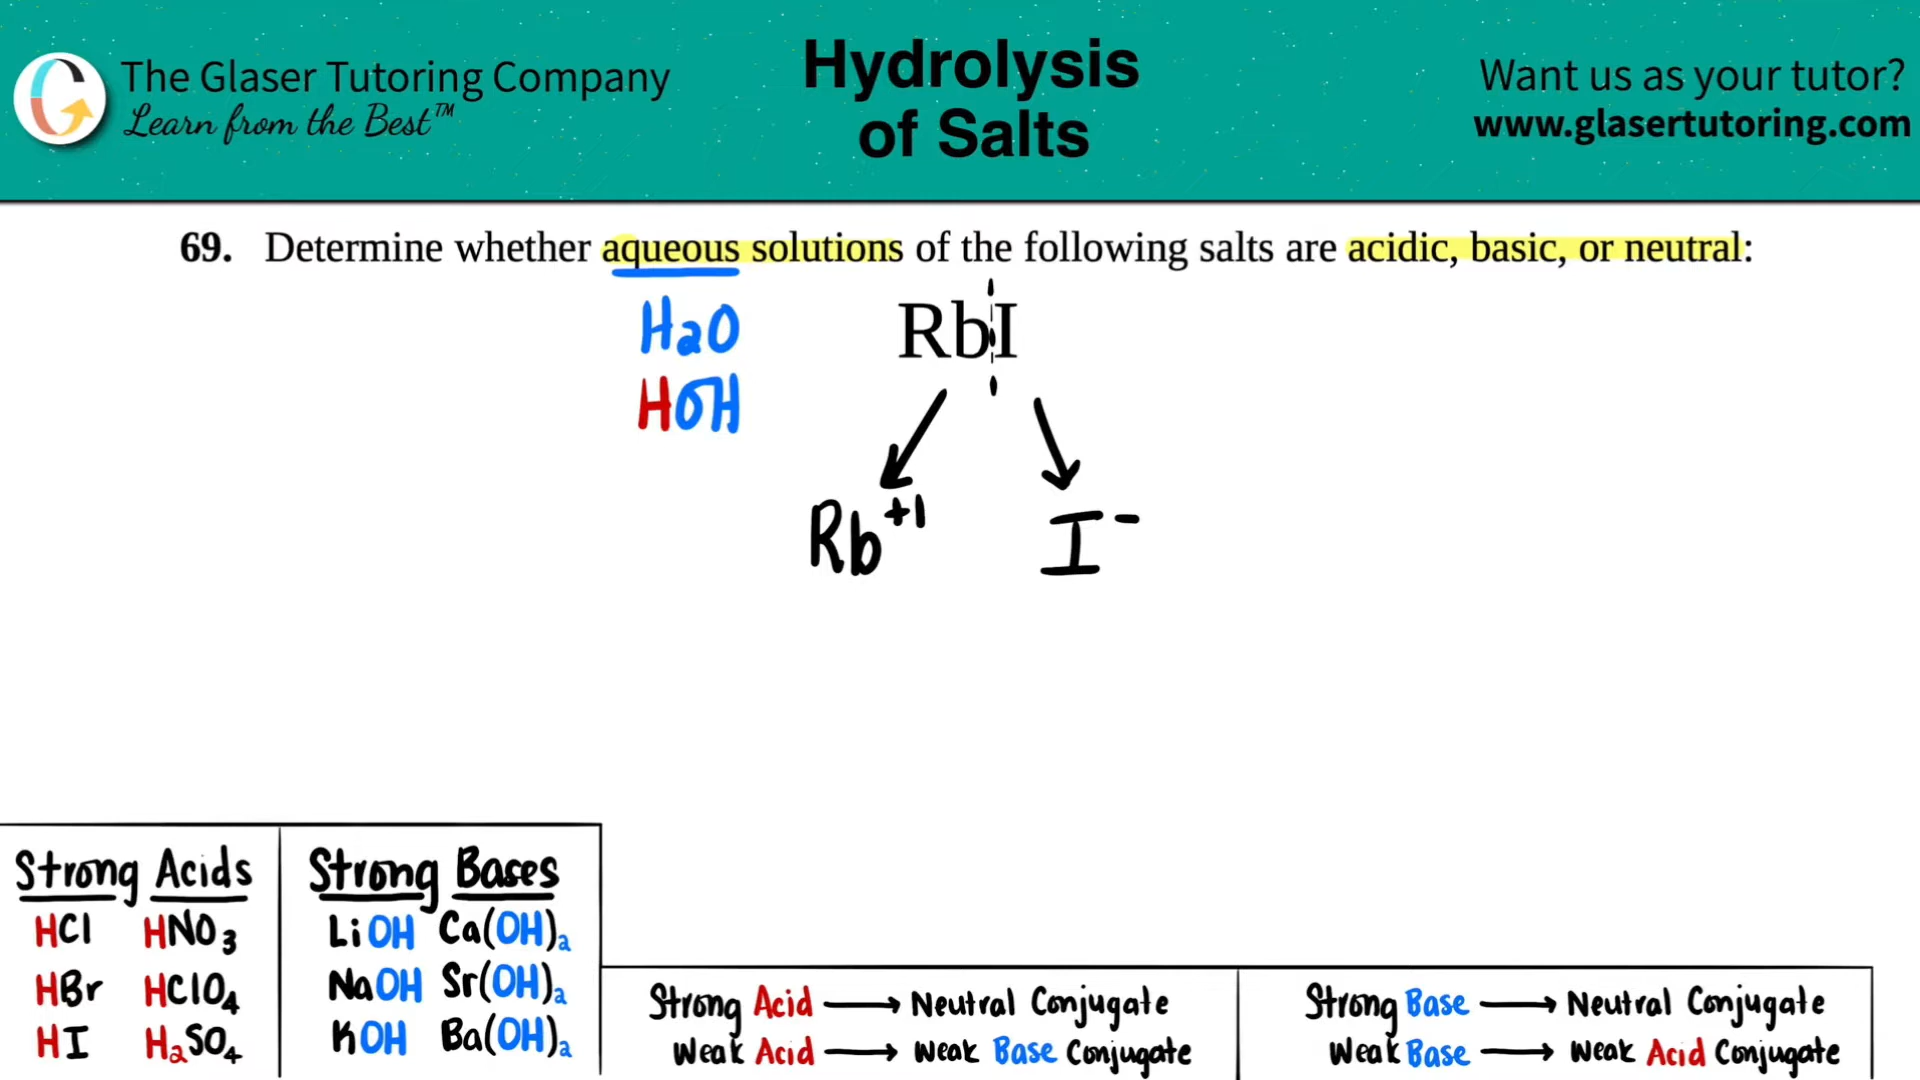 The Glaser Tutoring Company
Learn from the Best™
Hydrolysis
of Salts
Want us as your tutor?
www.glasertutoring.com
69. Determine whether aqueous solutions of the following salts are acidic, basic, or neutral:
H₂O
HOH
RbI
Rb⁺¹
I⁻
Strong Acids
HCl HNO₃
HBr HClO₄
HI H₂SO₄
Strong Bases
LiOH Ca(OH)₂
NaOH Sr(OH)₂
KOH Ba(OH)₂
Strong Acid → Neutral Conjugate
Weak Acid → Weak Base Conjugate
Strong Base → Neutral Conjugate
Weak Base → Weak Acid Conjugate